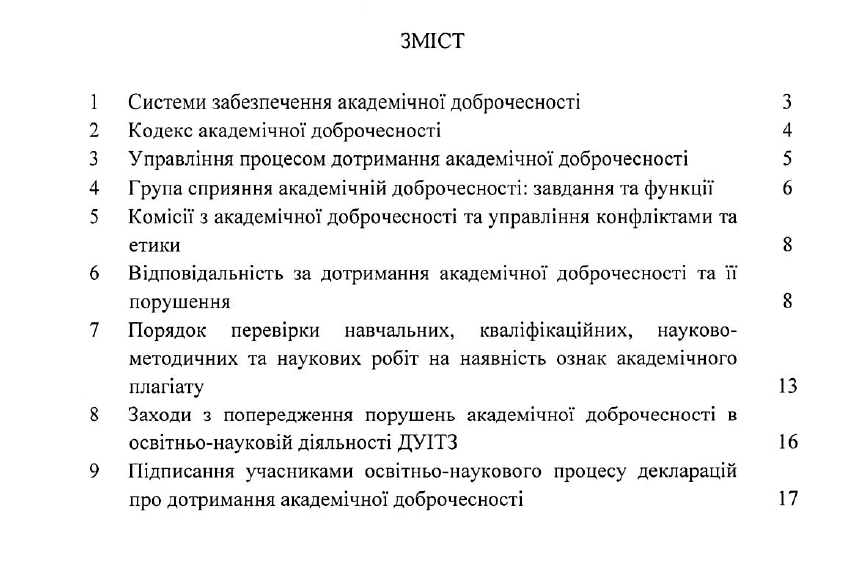 ЗМІСТ
1 Системи забезпечення академічної доброчесності 3
2 Кодекс академічної доброчесності 4
3 Управління процесом дотримання академічної доброчесності 5
4 Група сприяння академічній доброчесності: завдання та функції 6
5 Комісії з академічної доброчесності та управління конфліктами та
етики 8
6 Відповідальність за дотримання академічної доброчесності та її
порушення 8
7 Порядок перевірки навчальних, кваліфікаційних, науково-
методичних та наукових робіт на наявність ознак академічного
плагіату 13
8 Заходи з попередження порушень академічної доброчесності в
освітньо-науковій діяльності ДУІТЗ 16
9 Підписання учасниками освітньо-наукового процесу декларацій
про дотримання академічної доброчесності 17